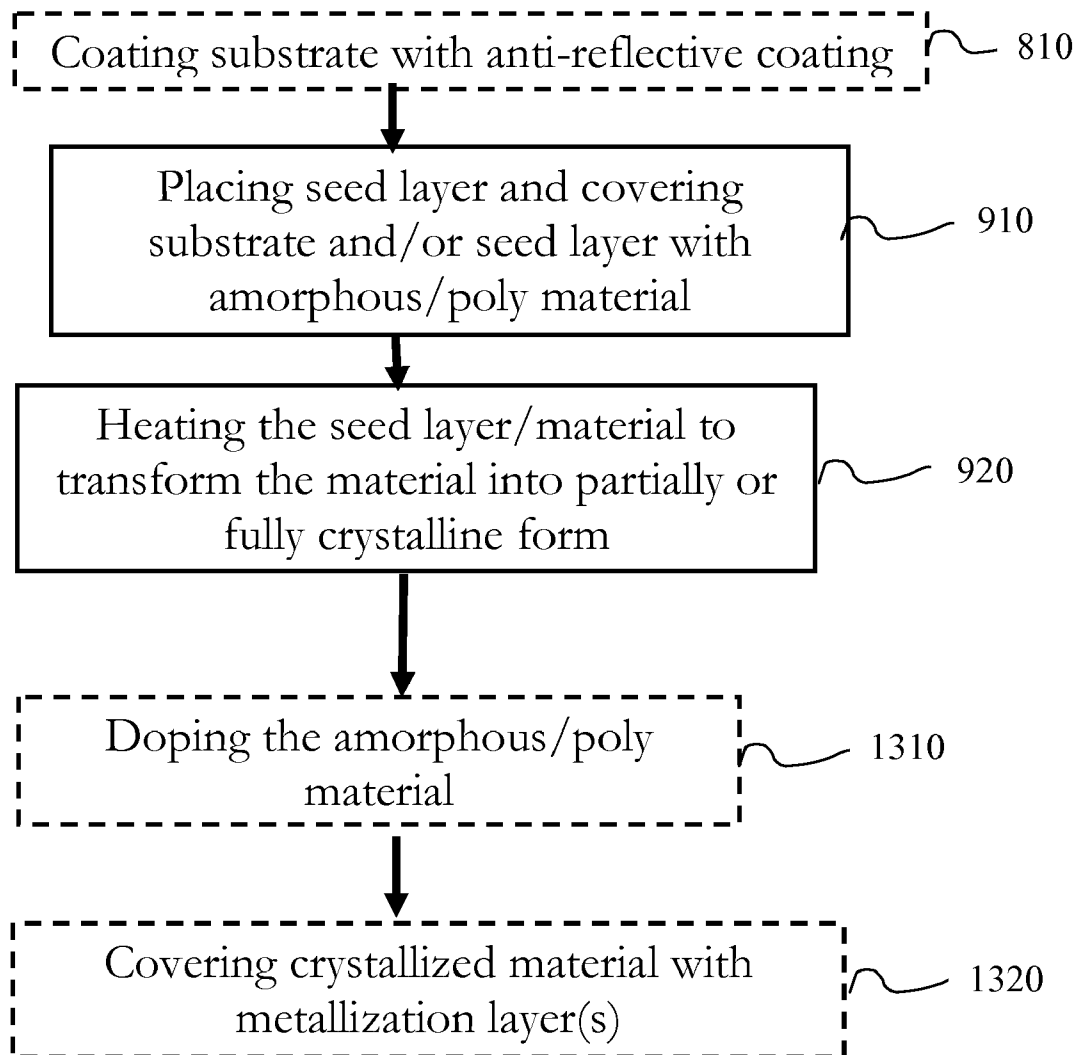 Coating substrate with anti-reflective coating
810
Placing seed layer and covering
substrate and/or seed layer with
amorphous/poly material
910
Heating the seed layer/material to
transform the material into partially or
fully crystalline form
920
Doping the amorphous/poly
material
1310
Covering crystallized material with
metallization layer(s)
1320